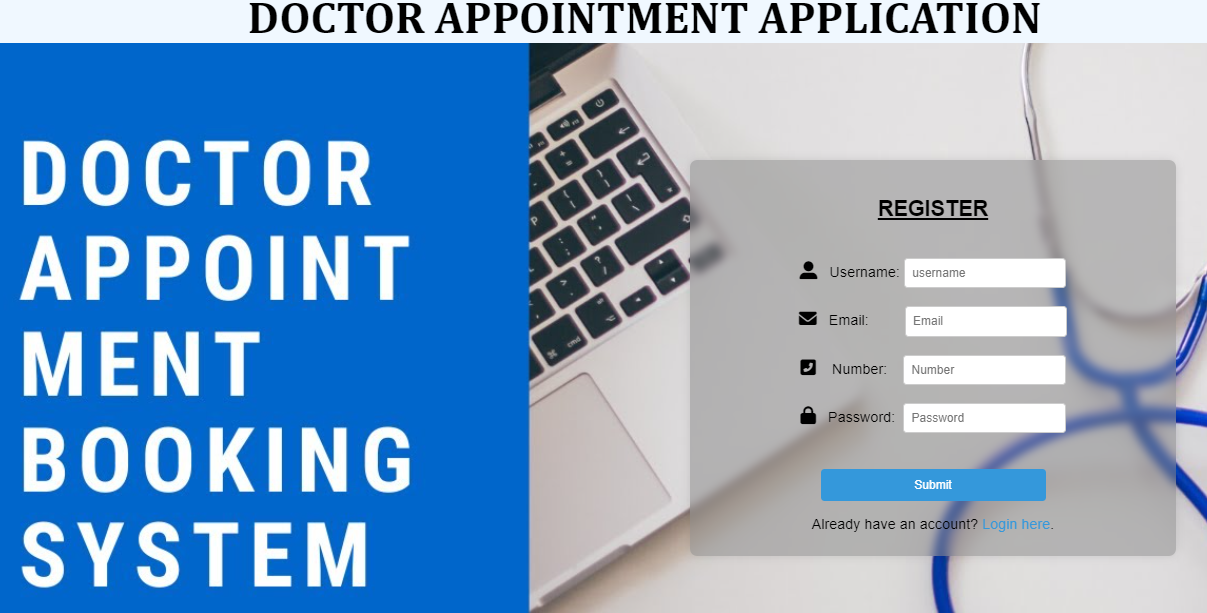 DOCTOR APPOINTMENT APPLICATION
DOCTOR
APPOINT
MENT
BOOKING
SYSTEM
REGISTER
Username: username
Email: Email
Number: Number
Password: Password
Submit
Already have an account? Login here.